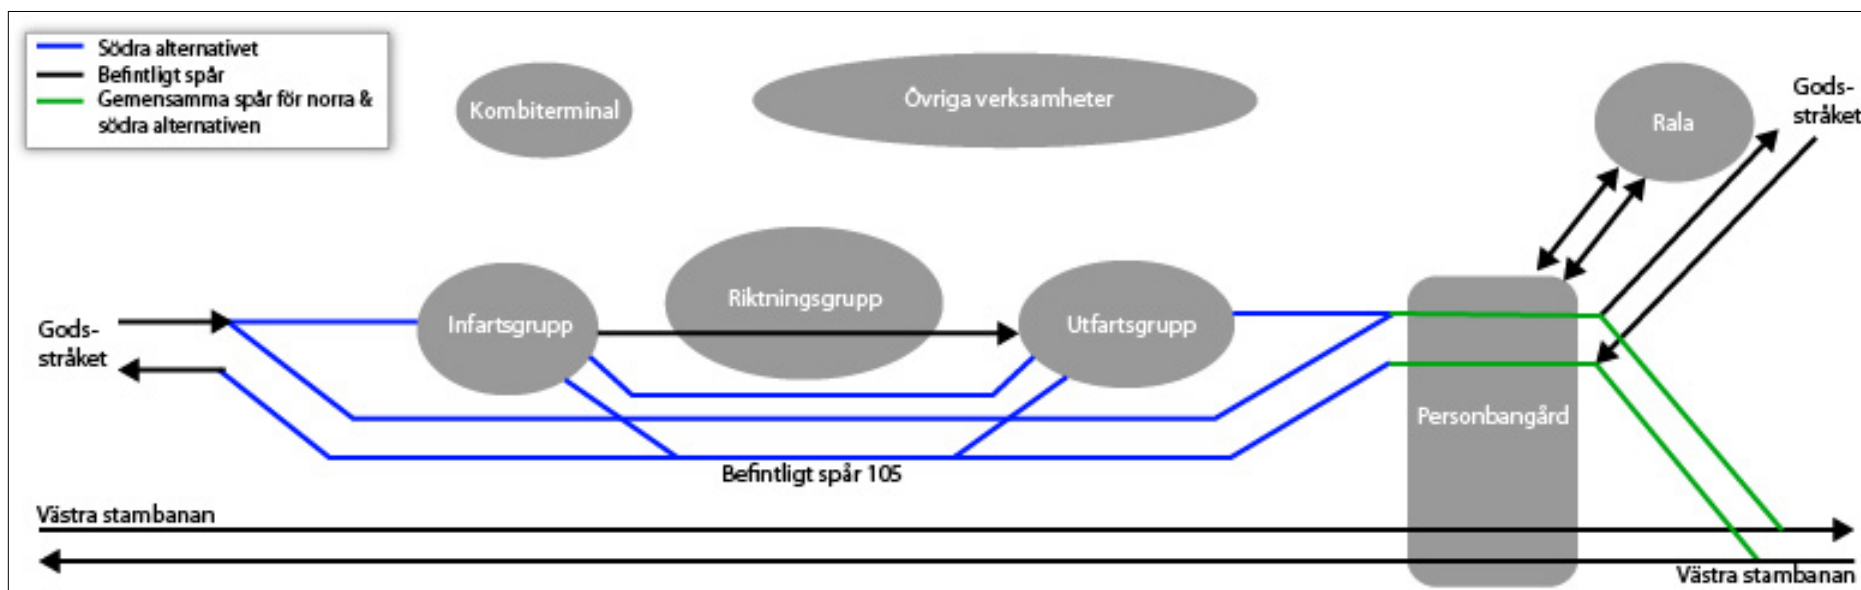 Södra alternativet
Befintligt spår
Gemensamma spår för norra &
södra alternativen
Kombiterminal
Övriga verksamheter
Rala
Gods-
stråket
Gods-
stråket
Infartsgrupp
Riktningsgrupp
Utfartsgrupp
Personbangård
Befintligt spår 105
Västra stambanan
Västra stambanan